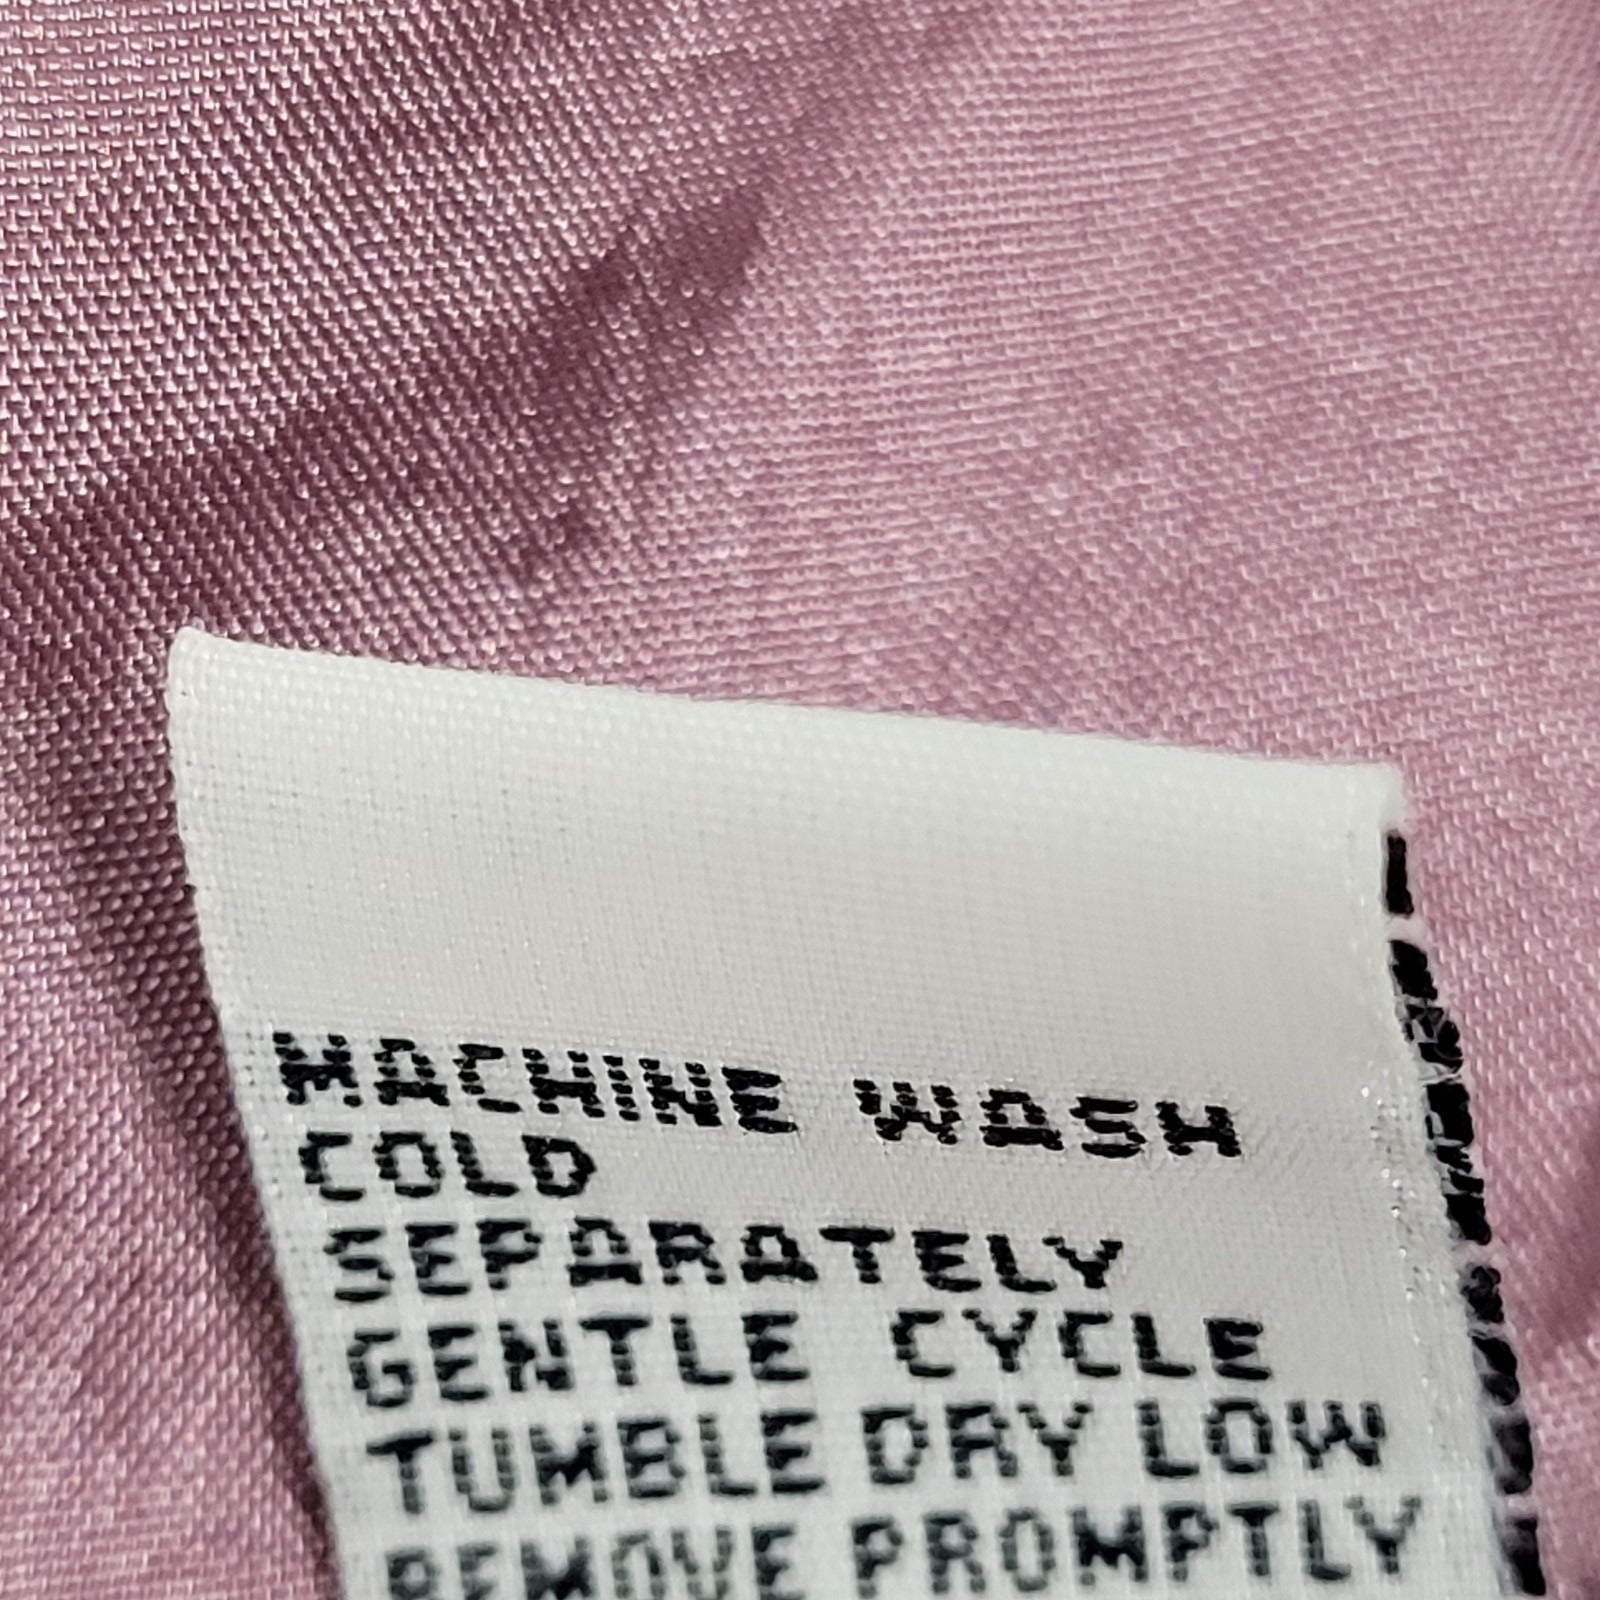 MACHINE WASH
COLD
SEPARATELY
GENTLE CYCLE
TUMBLE DRY LOW
REMOVE PROMPTLY